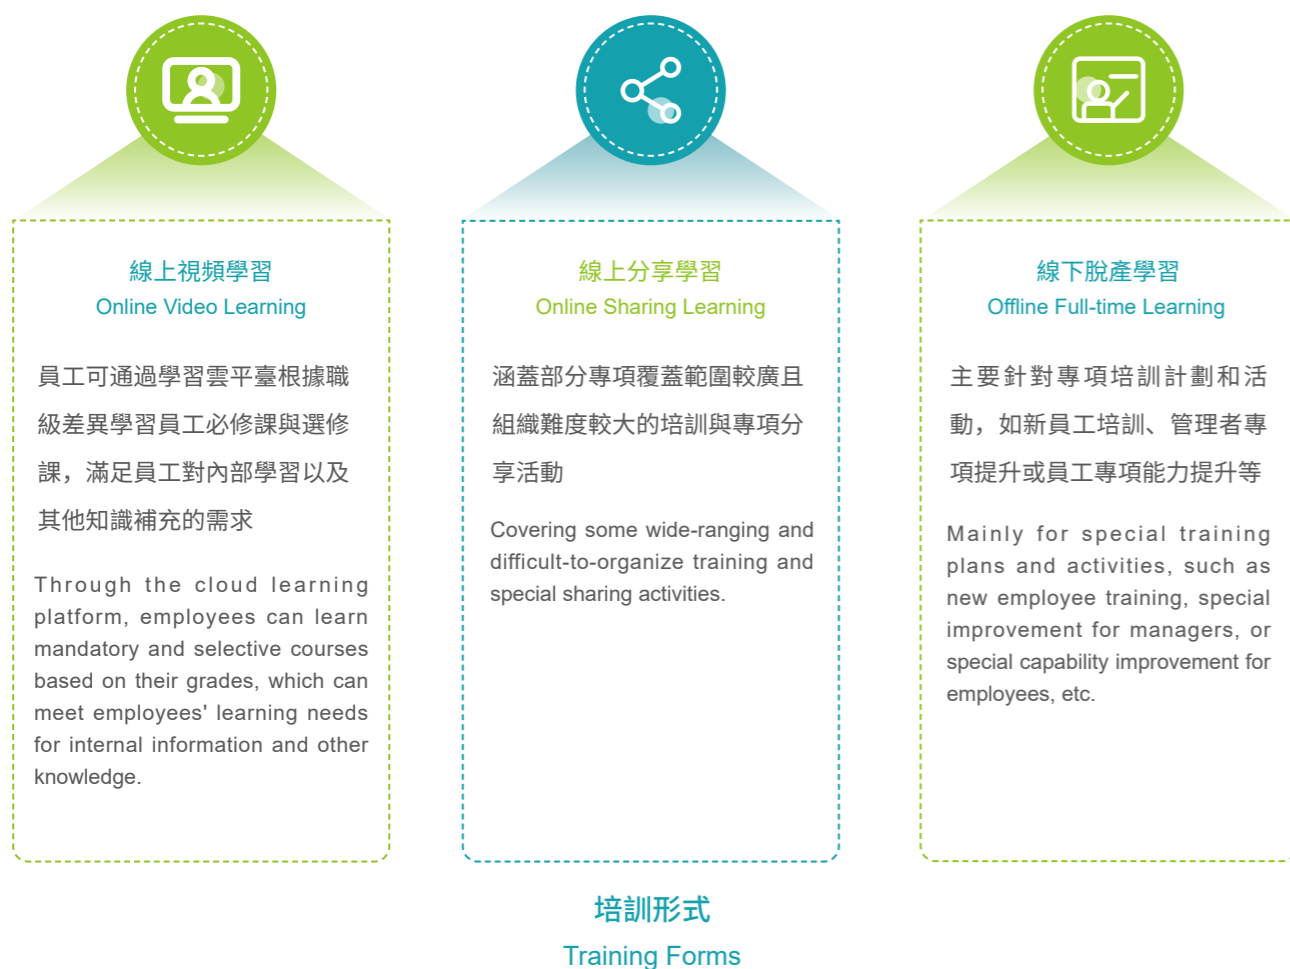 線上視頻學習
Online Video Learning
員工可通過學習雲平臺根據職
級差異學習員工必修課與選修
課，滿足員工對內部學習以及
其他知識補充的需求
Through the cloud learning
platform, employees can learn
mandatory and selective courses
based on their grades, which can
meet employees' learning needs
for internal information and other
knowledge.
線上分享學習
Online Sharing Learning
涵蓋部分專項覆蓋範圍較廣且
組織難度較大的培訓與專項分
享活動
Covering some wide-ranging and
difficult-to-organize training and
special sharing activities.
線下脫產學習
Offline Full-time Learning
主要針對專項培訓計劃和活
動，如新員工培訓、管理者專
項提升或員工專項能力提升等
Mainly for special training
plans and activities, such as
new employee training, special
improvement for managers, or
special capability improvement for
employees, etc.
培訓形式
Training Forms